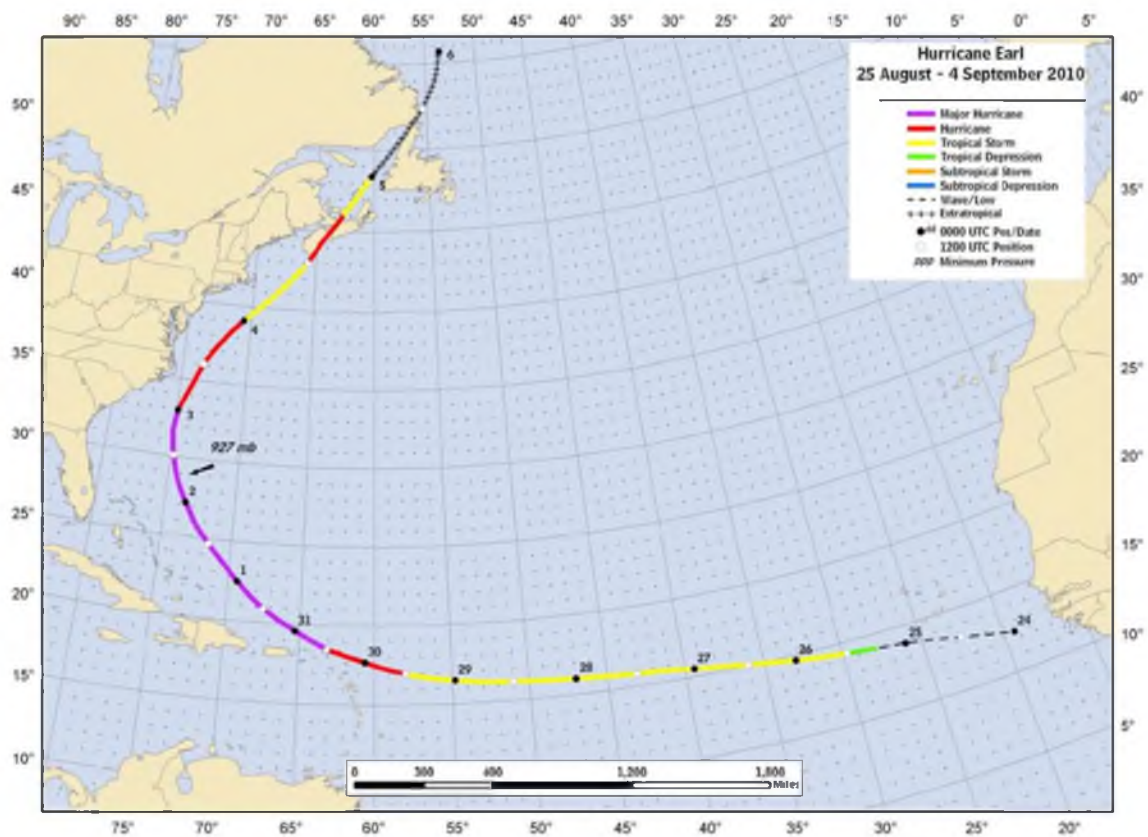 90° 85° 80° 75° 70° 65° 60° 55° 50° 45° 40° 35° 30° 25° 20° 15° 10° 5° 0° 5°
Hurricane Earl
25 August - 4 September 2010
Major Hurricane
Hurricane
Tropical Storm
Tropical Depression
Subtropical Storm
Subtropical Depression
Wave/Low
Extratropical
0000 UTC Pos/Date
1200 UTC Position
PPP Minimum Pressure
50°
45°
40°
35°
30°
25°
20°
15°
10°
40°
35°
30°
25°
20°
15°
10°
5°
6
5
4
3
927 mb
2
1
31
30
29
28
27
26
25
24
0 300 600 1,200 1,800
Miles
75° 70° 65° 60° 55° 50° 45° 40° 35° 30° 25° 20°